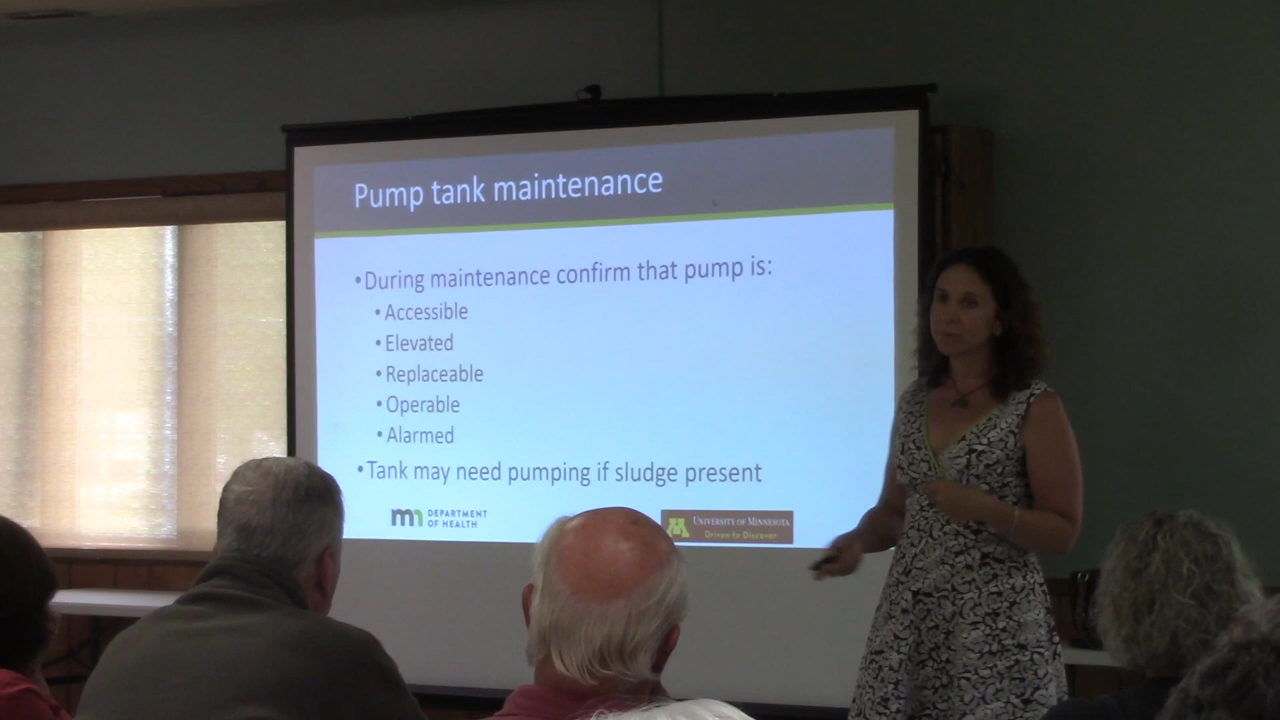 Pump tank maintenance
•During maintenance confirm that pump is:
•Accessible
•Elevated
•Replaceable
•Operable
•Alarmed
•Tank may need pumping if sludge present
mn DEPARTMENT
OF HEALTH
M UNIVERSITY OF MINNESOTA
Driven to Discover